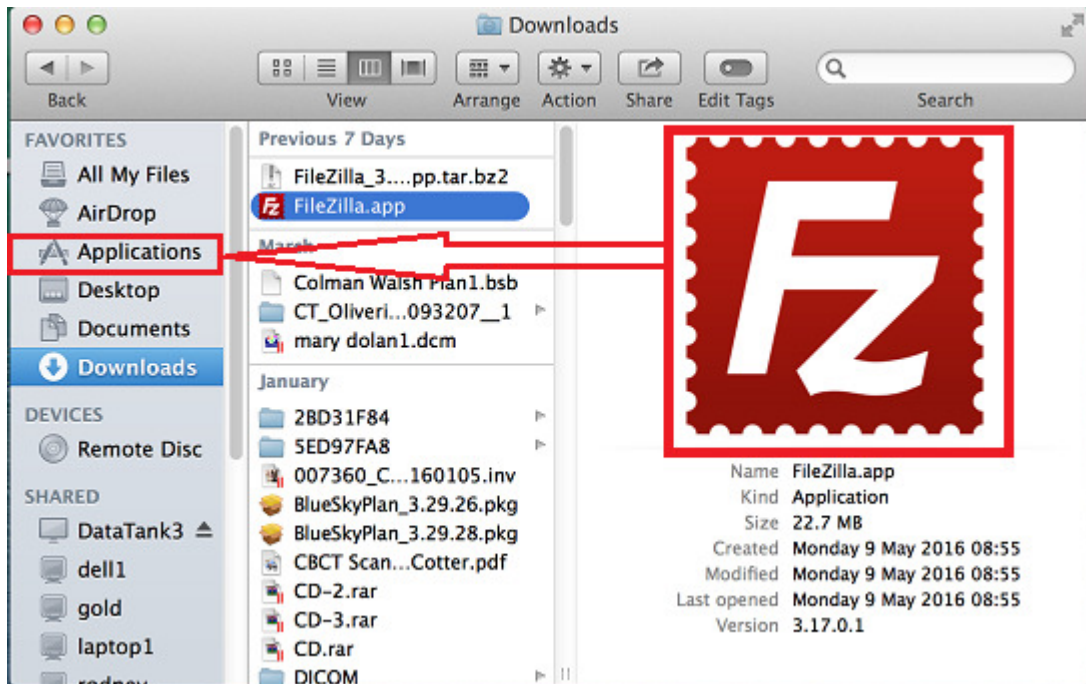 Downloads
Back
View
Arrange
Action
Share
Edit Tags
Search
FAVORITES
All My Files
AirDrop
Applications
Desktop
Documents
Downloads
DEVICES
Remote Disc
SHARED
DataTank3
dell1
gold
laptop1
rodney
Previous 7 Days
FileZilla_3....pp.tar.bz2
FileZilla.app
March
Colman Walsh Plan1.bsb
CT_Oliveri...093207__1
mary dolan1.dcm
January
2BD31F84
5ED97FA8
007360_C...160105.inv
BlueSkyPlan_3.29.26.pkg
BlueSkyPlan_3.29.28.pkg
CBCT Scan...Cotter.pdf
CD-2.rar
CD-3.rar
CD.rar
DICOM
Fz
Name FileZilla.app
Kind Application
Size 22.7 MB
Created Monday 9 May 2016 08:55
Modified Monday 9 May 2016 08:55
Last opened Monday 9 May 2016 08:55
Version 3.17.0.1